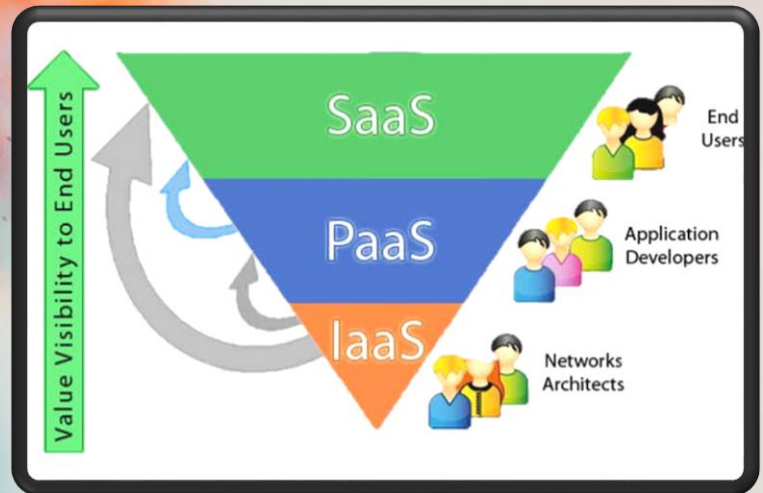 Value Visibility to End Users
SaaS
End
Users
PaaS
Application
Developers
IaaS
Networks
Architects